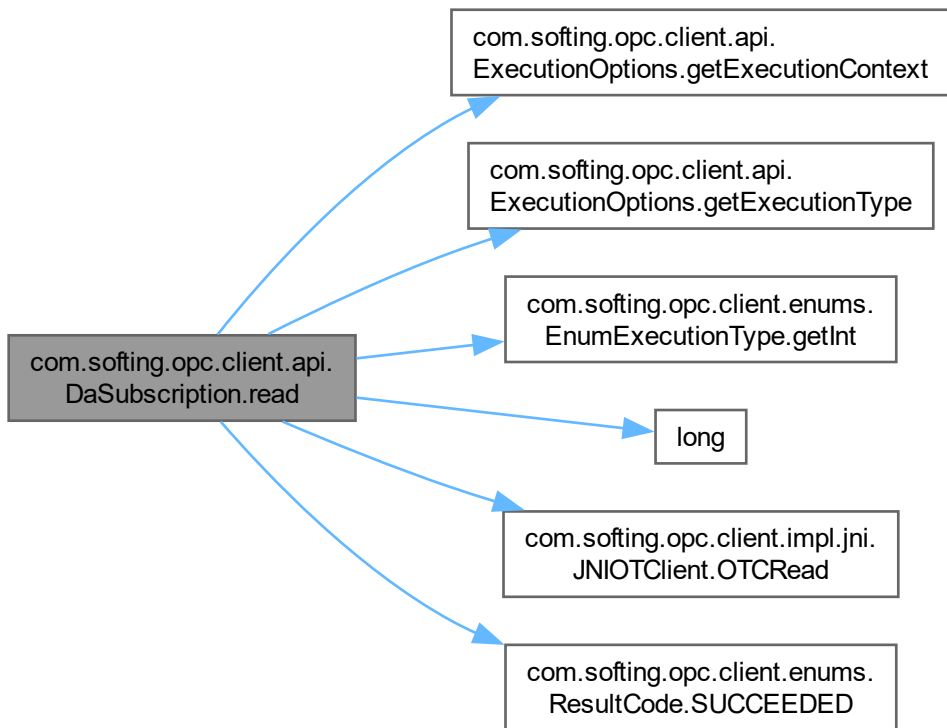 com.softing.opc.client.api.
ExecutionOptions.getExecutionContext
com.softing.opc.client.api.
ExecutionOptions.getExecutionType
com.softing.opc.client.enums.
EnumExecutionType.getInt
com.softing.opc.client.api.
DaSubscription.read
long
com.softing.opc.client.impl.jni.
JNIOTClient.OTCRead
com.softing.opc.client.enums.
ResultCode.SUCCEEDED